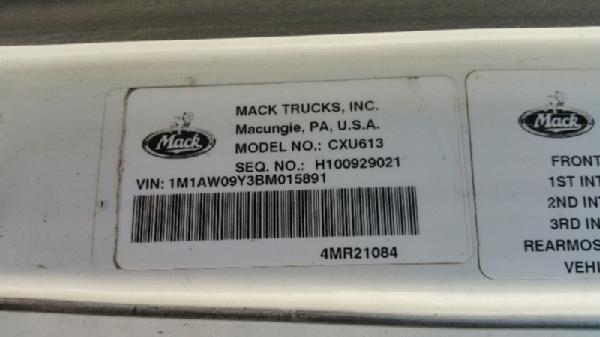 Mack
MACK TRUCKS, INC.
Macungie, PA, U.S.A.
MODEL NO.: CXU613
SEQ. NO.: H100929021
VIN: 1M1AW09Y3BM015891
4MR21084
Mack
FRONT
1ST INT
2ND INT
3RD IN
REARMOS
VEHI